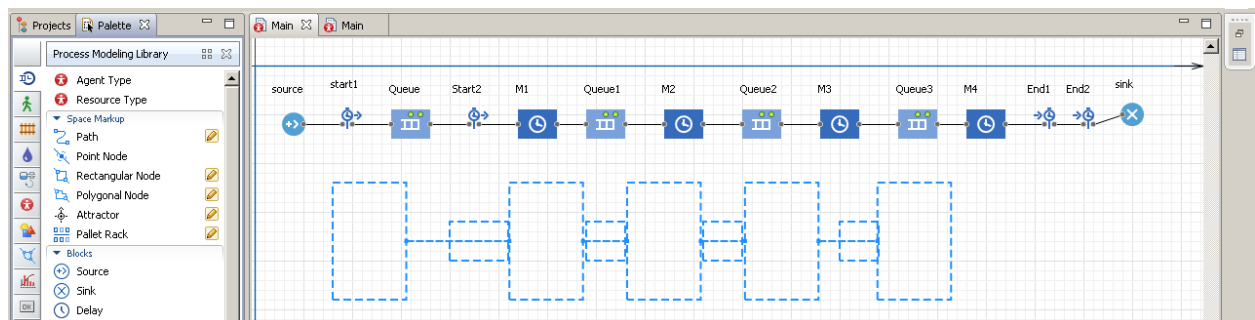 Projects Palette
Main Main
Process Modeling Library
Agent Type
Resource Type
Space Markup
Path
Point Node
Rectangular Node
Polygonal Node
Attractor
Pallet Rack
Blocks
Source
Sink
Delay
OK
source start1 Queue Start2 M1 Queue1 M2 Queue2 M3 Queue3 M4 End1 End2 sink